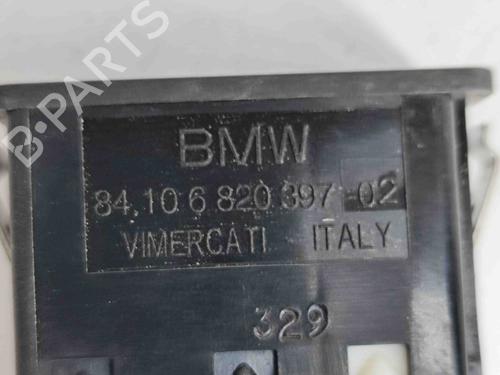 B-PARTS
BMW
84.10 6 820 397-02
VIMERCATI ITALY
329